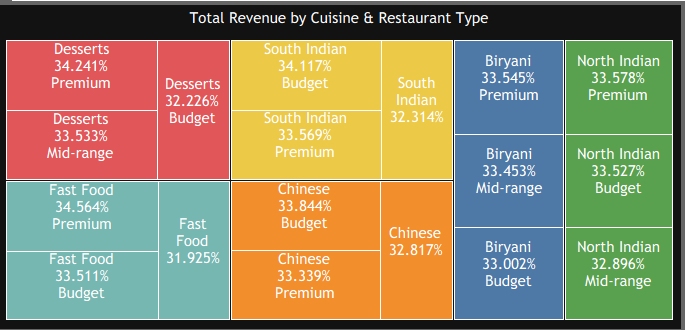 Total Revenue by Cuisine & Restaurant Type
Desserts
34.241%
Premium
Desserts
33.533%
Mid-range
Desserts
32.226%
Budget
Fast Food
34.564%
Premium
Fast Food
33.511%
Budget
Fast
Food
31.925%
South Indian
34.117%
Budget
South Indian
33.569%
Premium
South
Indian
32.314%
Chinese
33.844%
Budget
Chinese
33.339%
Premium
Chinese
32.817%
Biryani
33.545%
Premium
Biryani
33.453%
Mid-range
Biryani
33.002%
Budget
North Indian
33.578%
Premium
North Indian
33.527%
Budget
North Indian
32.896%
Mid-range